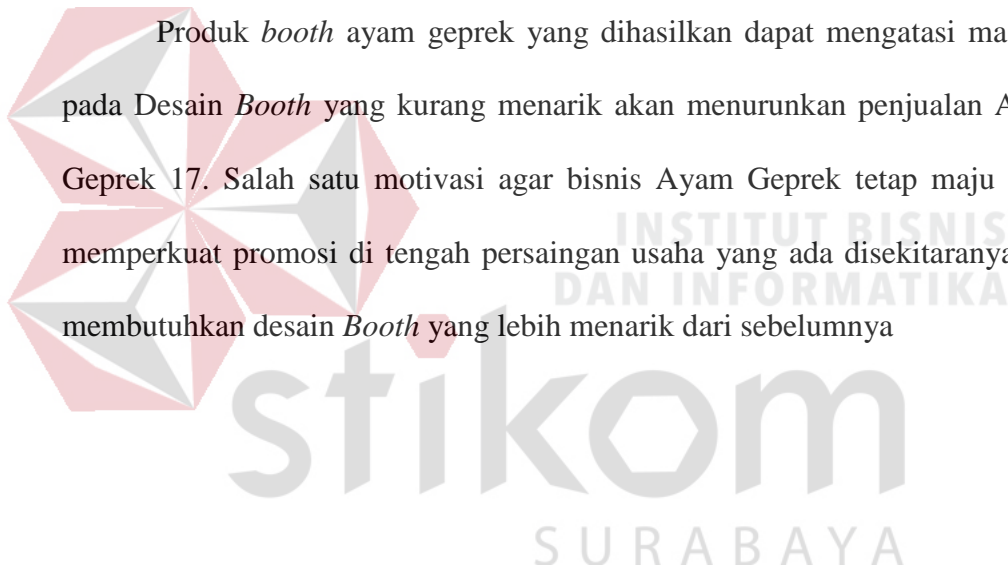 Produk booth ayam geprek yang dihasilkan dapat mengatasi
pada Desain Booth yang kurang menarik akan menurunkan penjualan
Geprek 17. Salah satu motivasi agar bisnis Ayam Geprek tetap maju
INSTITUT BISNIS
memperkuat promosi di tengah persaingan usaha yang ada disekitaranya
DAN INFORMATIKA
membutuhkan desain Booth yang lebih menarik dari sebelumnya
stikom
SURABAYA